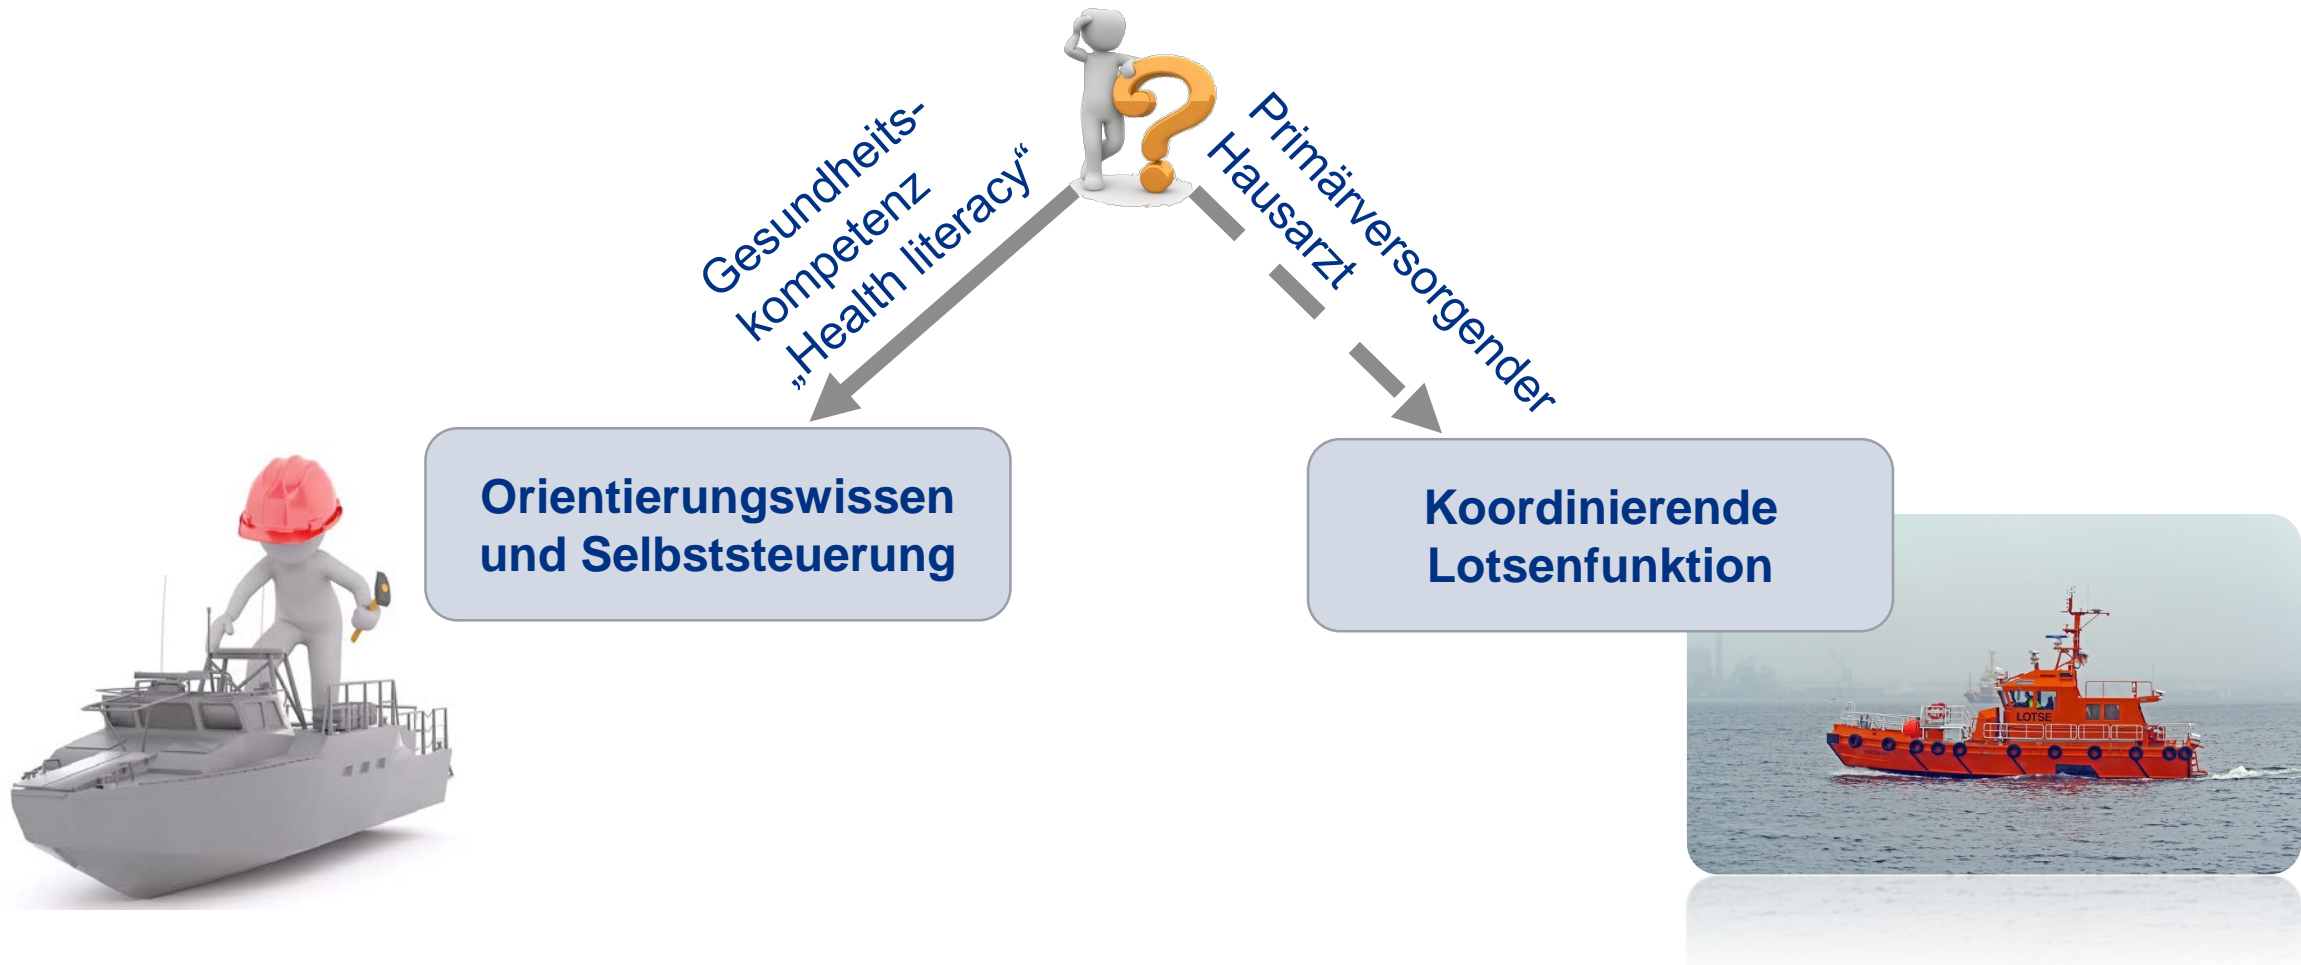 Gesundheits-
kompetenz
„Health literacy“
Primärversorgender
Hausarzt
Orientierungswissen
und Selbststeuerung
Koordinierende
Lotsenfunktion
LOTSE